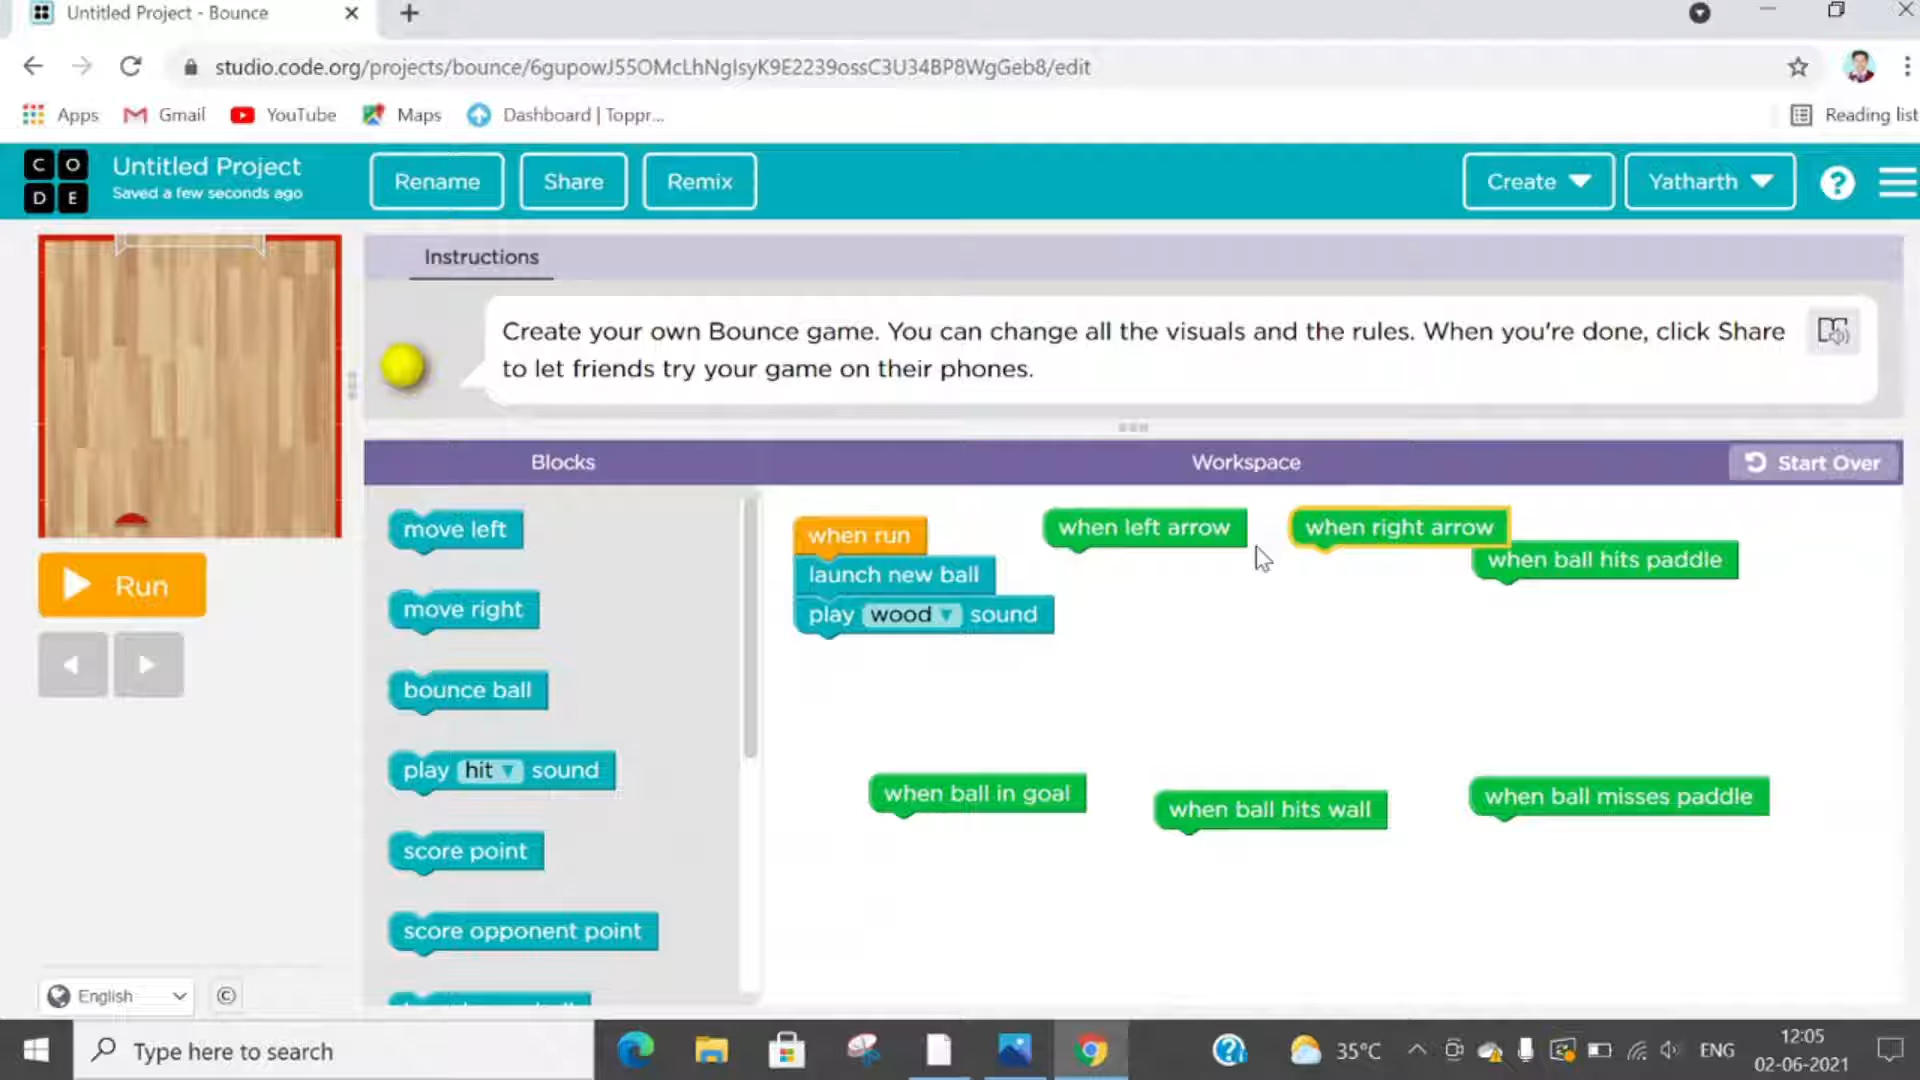 Untitled Project - Bounce
studio.code.org/projects/bounce/6gupowJ55OMcLhNgIsyK9E2239ossC3U34BP8WgGeb8/edit
Apps
Gmail
YouTube
Maps
Dashboard | Toppr...
Reading list
C O
D E
Untitled Project
Saved a few seconds ago
Rename
Share
Remix
Create
Yatharth
?
Instructions
Create your own Bounce game. You can change all the visuals and the rules. When you're done, click Share
to let friends try your game on their phones.
Blocks
Workspace
Start Over
Run
move left
move right
bounce ball
play hit sound
score point
score opponent point
when run
launch new ball
play wood sound
when left arrow
when right arrow
when ball hits paddle
when ball in goal
when ball hits wall
when ball misses paddle
English
©
Type here to search
35°C
ENG
12:05
02-06-2021